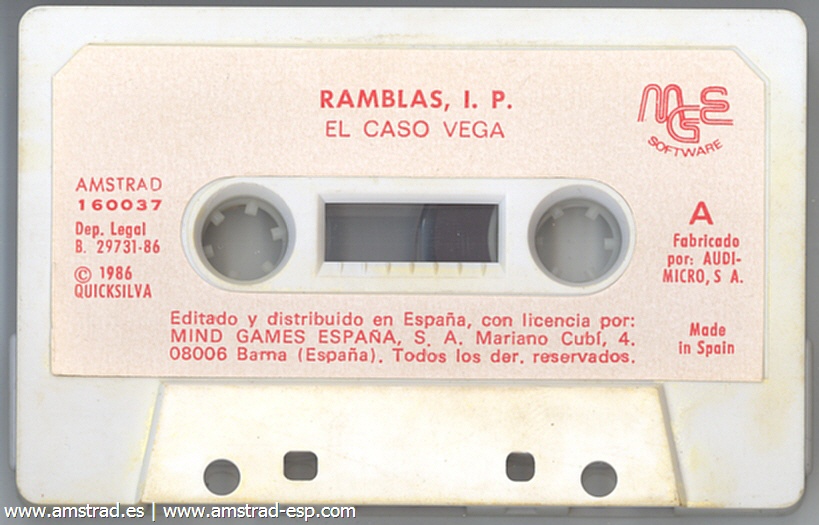 RAMBLAS, I. P.
EL CASO VEGA
MGE
SOFTWARE
AMSTRAD
160037
Dep. Legal
B. 29731-86
© 1986
QUICKSILVA
A
Fabricado
por: AUDI-
MICRO, S A.
Made
in Spain
Editado y distribuido en España, con licencia por:
MIND GAMES ESPAÑA, S. A. Mariano Cubí, 4.
08006 Barna (España). Todos los der. reservados.
www.amstrad.es | www.amstrad-esp.com